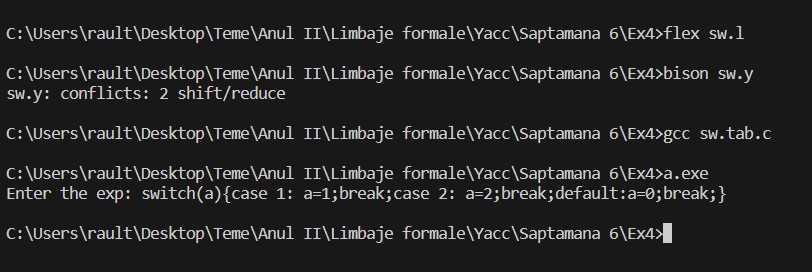 C:\Users\rault\Desktop\Teme\Anul II\Limbaje formale\Yacc\Saptamana 6\Ex4>flex sw.l
C:\Users\rault\Desktop\Teme\Anul II\Limbaje formale\Yacc\Saptamana 6\Ex4>bison sw.y
sw.y: conflicts: 2 shift/reduce
C:\Users\rault\Desktop\Teme\Anul II\Limbaje formale\Yacc\Saptamana 6\Ex4>gcc sw.tab.c
C:\Users\rault\Desktop\Teme\Anul II\Limbaje formale\Yacc\Saptamana 6\Ex4>a.exe
Enter the exp: switch(a){case 1: a=1;break;case 2: a=2;break;default:a=0;break;}
C:\Users\rault\Desktop\Teme\Anul II\Limbaje formale\Yacc\Saptamana 6\Ex4>